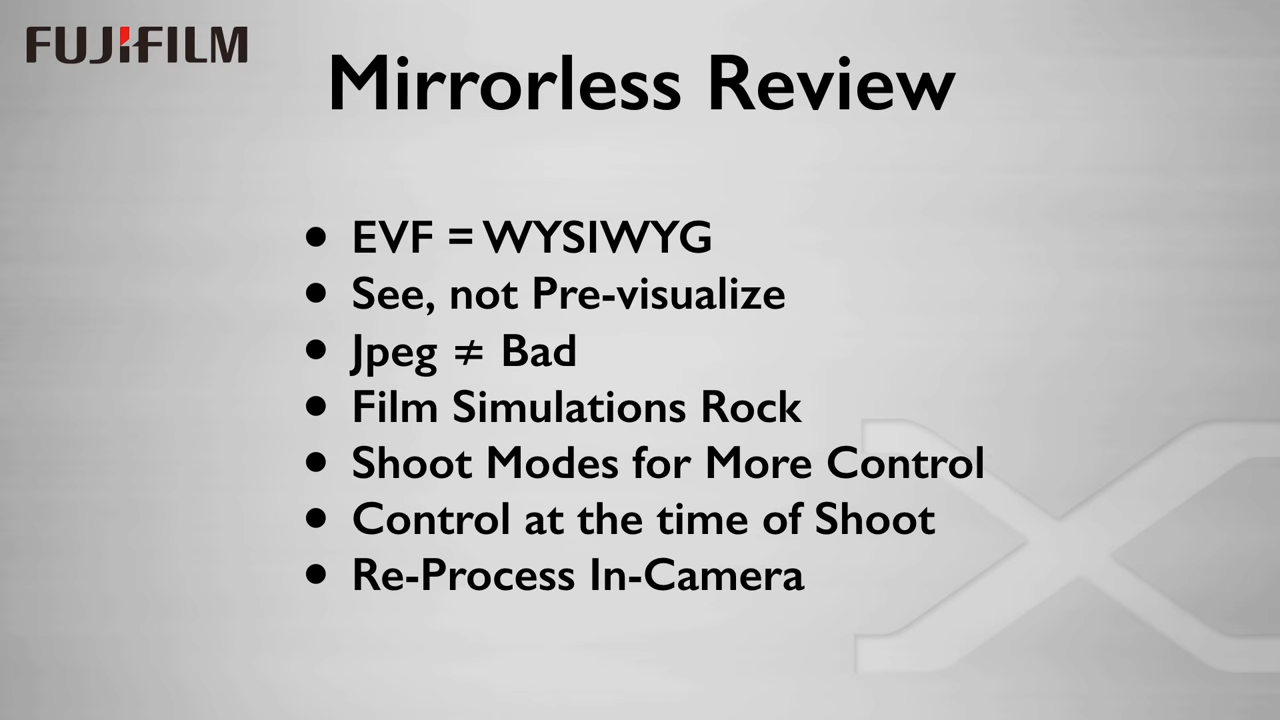 FUJIFILM
Mirrorless Review
• EVF = WYSIWYG
• See, not Pre-visualize
• Jpeg ≠ Bad
• Film Simulations Rock
• Shoot Modes for More Control
• Control at the time of Shoot
• Re-Process In-Camera